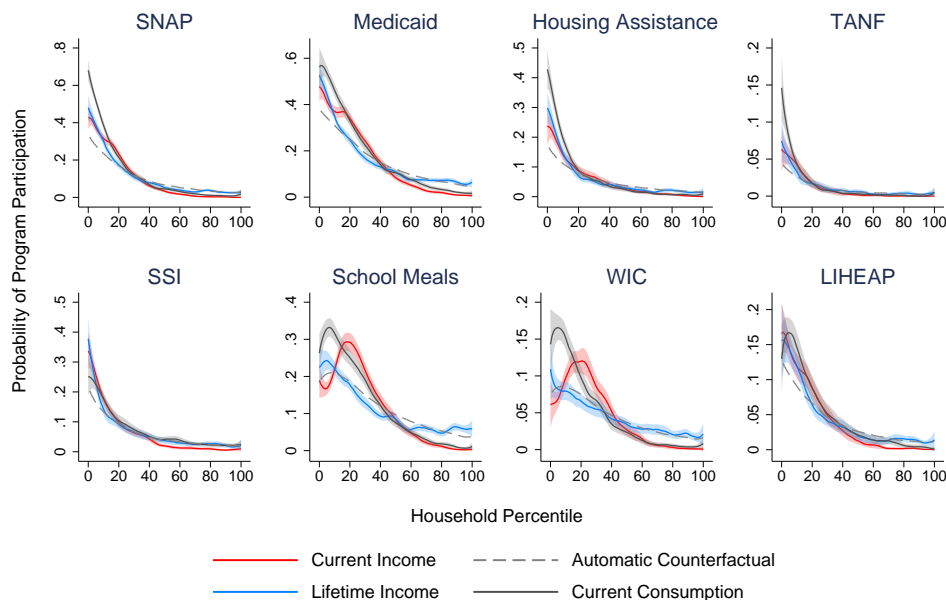 SNAP
Medicaid
Housing Assistance
TANF
0 .2 .4 .6 .8
0 20 40 60 80 100
0 .2 .4 .6
0 20 40 60 80 100
0 .1 .2 .3 .4 .5
0 20 40 60 80 100
0 .05 .1 .15 .2
0 20 40 60 80 100
Probability of Program Participation
SSI
School Meals
WIC
LIHEAP
0 .1 .2 .3 .4 .5
0 20 40 60 80 100
0 .1 .2 .3 .4
0 20 40 60 80 100
0 .05 .1 .15 .2
0 20 40 60 80 100
0 .1 .2 .3
0 20 40 60 80 100
Household Percentile
Current Income
Automatic Counterfactual
Lifetime Income
Current Consumption